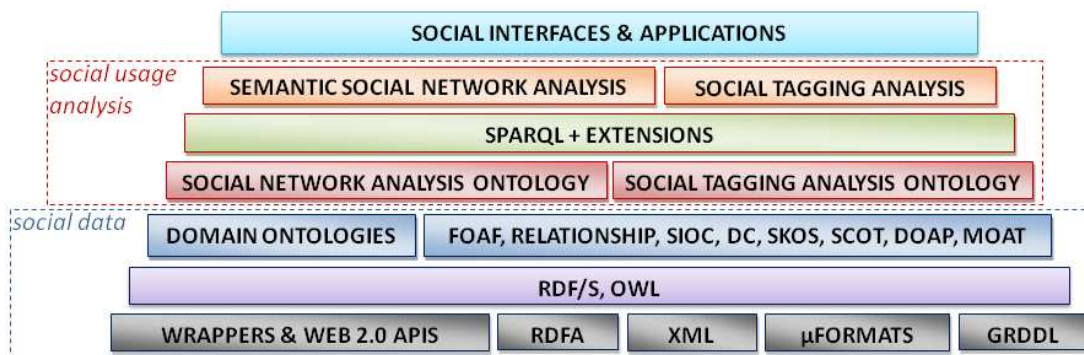 SOCIAL INTERFACES & APPLICATIONS
social usage
analysis
SEMANTIC SOCIAL NETWORK ANALYSIS
SOCIAL TAGGING ANALYSIS
SPARQL + EXTENSIONS
SOCIAL NETWORK ANALYSIS ONTOLOGY
SOCIAL TAGGING ANALYSIS ONTOLOGY
social data
DOMAIN ONTOLOGIES
FOAF, RELATIONSHIP, SIOC, DC, SKOS, SCOT, DOAP, MOAT
RDF/S, OWL
WRAPPERS & WEB 2.0 APIS
RDFA
XML
μFORMATS
GRDDL